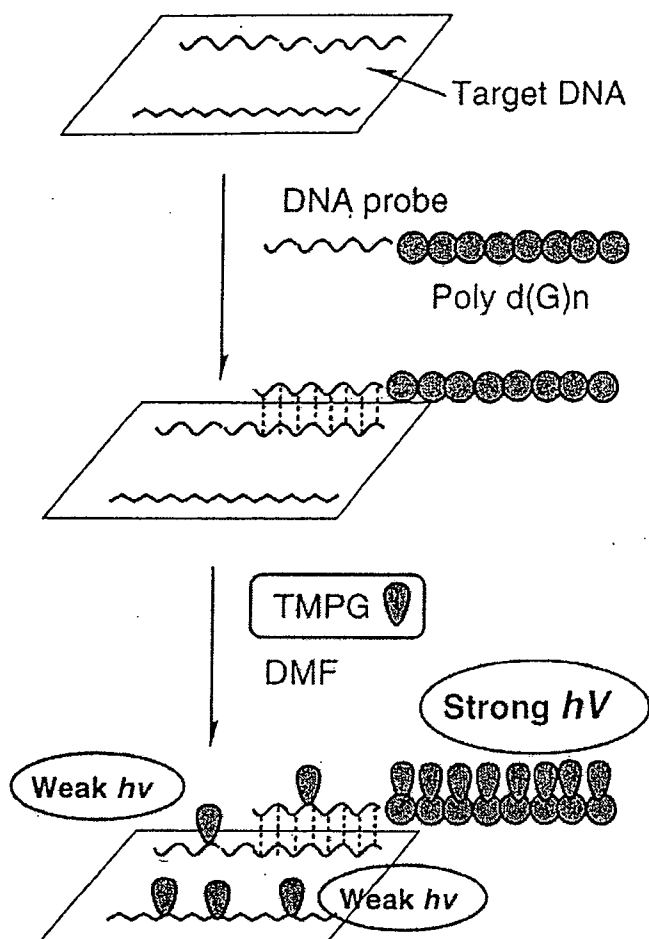 Target DNA
DNA probe
Poly d(G)n
TMPG
DMF
Strong hV
Weak hv
Weak hv